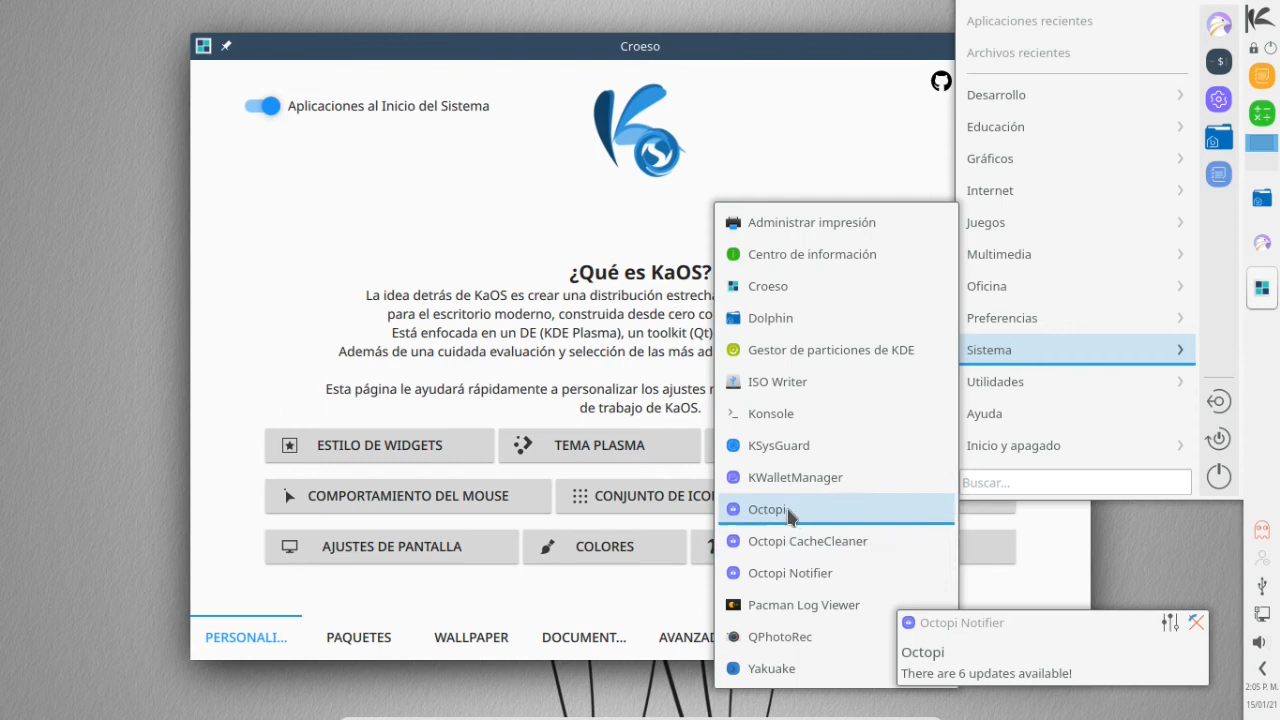 Croeso
Aplicaciones al Inicio del Sistema
¿Qué es KaOS?
La idea detrás de KaOS es crear una distribución estrech
para el escritorio moderno, construida desde cero co
Está enfocada en un DE (KDE Plasma), un toolkit (Qt)
Además de una cuidada evaluación y selección de las más ad
Esta página le ayudará rápidamente a personalizar los ajustes
de trabajo de KaOS.
ESTILO DE WIDGETS
TEMA PLASMA
COMPORTAMIENTO DEL MOUSE
CONJUNTO DE ICO
AJUSTES DE PANTALLA
COLORES
PERSONALI...
PAQUETES
WALLPAPER
DOCUMENT...
AVANZAD
Administrar impresión
Centro de información
Croeso
Dolphin
Gestor de particiones de KDE
ISO Writer
Konsole
KSysGuard
KWalletManager
Octopi
Octopi CacheCleaner
Octopi Notifier
Pacman Log Viewer
QPhotoRec
Yakuake
Aplicaciones recientes
Archivos recientes
Desarrollo
Educación
Gráficos
Internet
Juegos
Multimedia
Oficina
Preferencias
Sistema
Utilidades
Ayuda
Inicio y apagado
Buscar...
Octopi Notifier
Octopi
There are 6 updates available!
2:05 P. M.
15/01/21